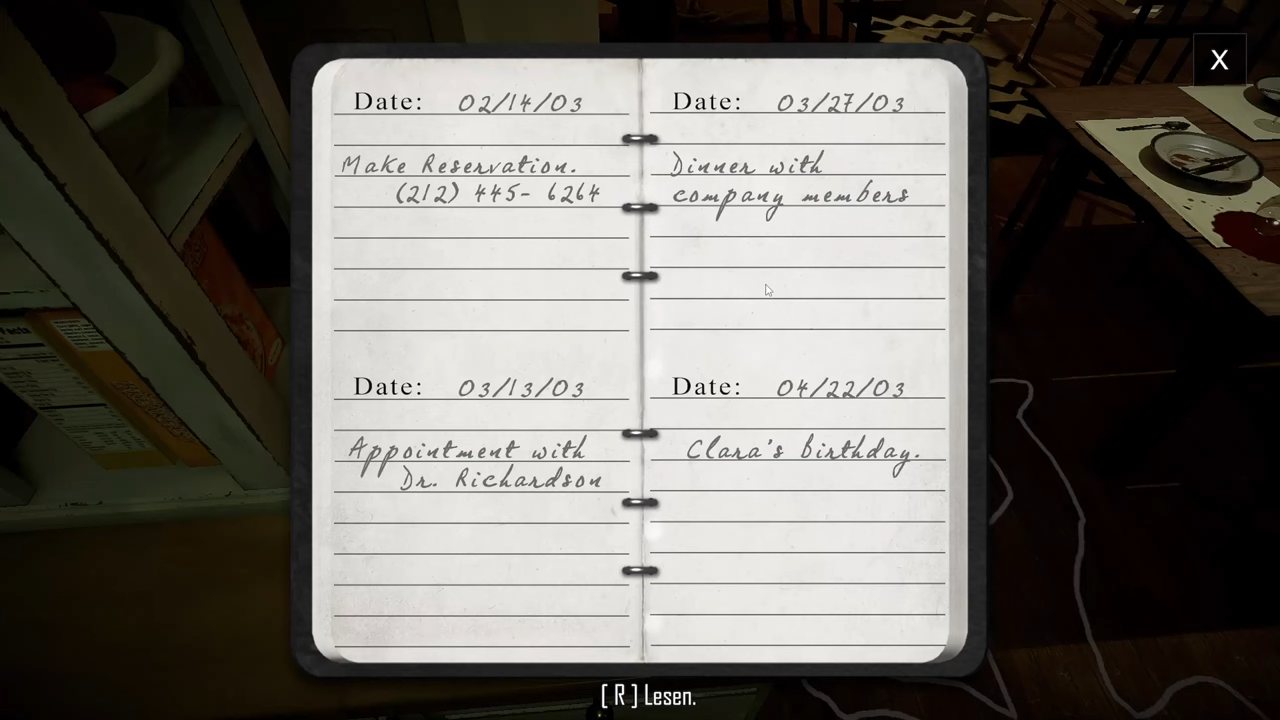 X
Date: 02/14/03
Make Reservation.
(212) 445- 6264
Date: 03/13/03
Appointment with
Dr. Richardson
Date: 03/27/03
Dinner with
company members
Date: 04/22/03
Clara's birthday.
[ R ] Lesen.